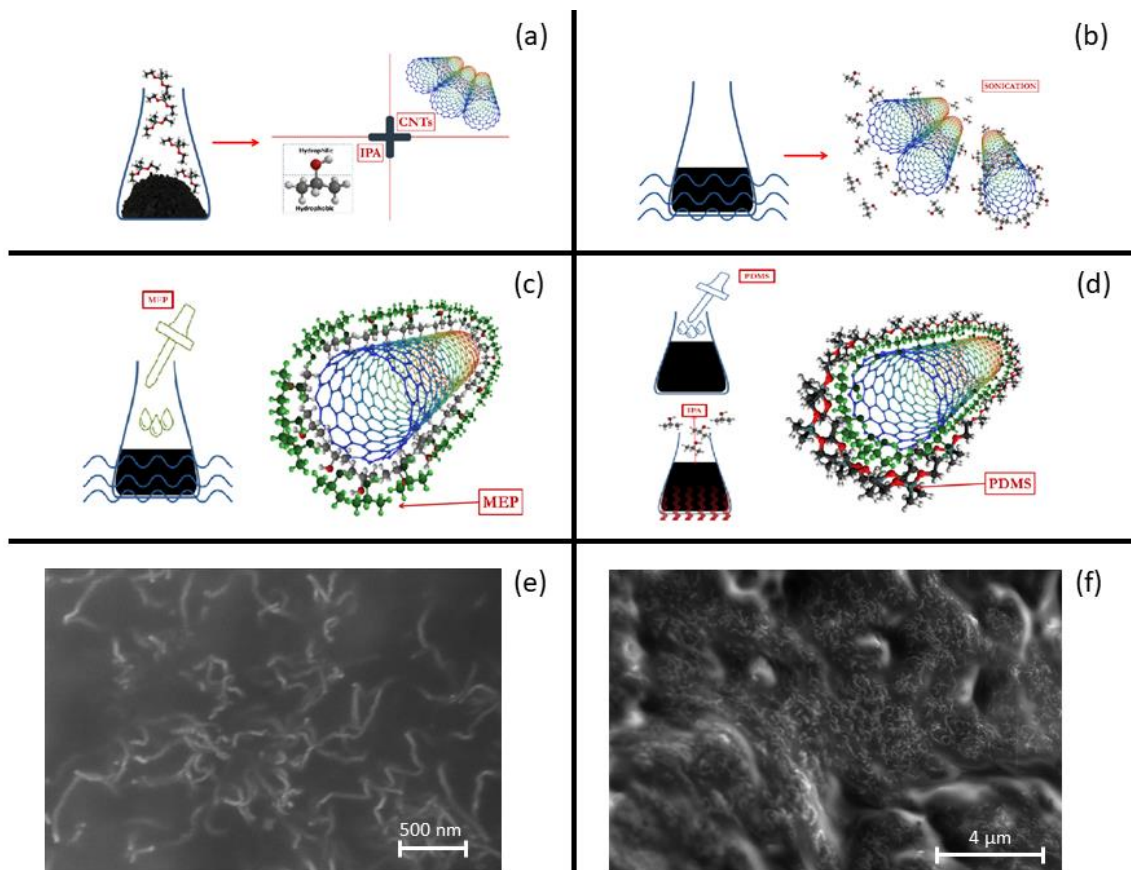 (a)
CNTs
IPA
Hydrophilic
Hydrophobic
(b)
SONICATION
(c)
MEP
MEP
(d)
PDMS
IPA
PDMS
(e)
500 nm
(f)
4 µm